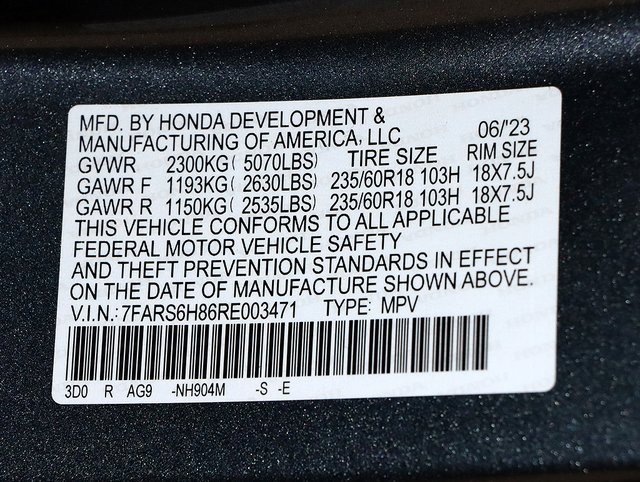 MFD. BY HONDA DEVELOPMENT &
MANUFACTURING OF AMERICA, LLC 06/'23
GVWR 2300KG( 5070LBS) TIRE SIZE RIM SIZE
GAWR F 1193KG( 2630LBS) 235/60R18 103H 18X7.5J
GAWR R 1150KG( 2535LBS) 235/60R18 103H 18X7.5J
THIS VEHICLE CONFORMS TO ALL APPLICABLE
FEDERAL MOTOR VEHICLE SAFETY
AND THEFT PREVENTION STANDARDS IN EFFECT
ON THE DATE OF MANUFACTURE SHOWN ABOVE.
V.I.N.: 7FARS6H86RE003471 TYPE: MPV
3D0 R AG9 -NH904M -S -E